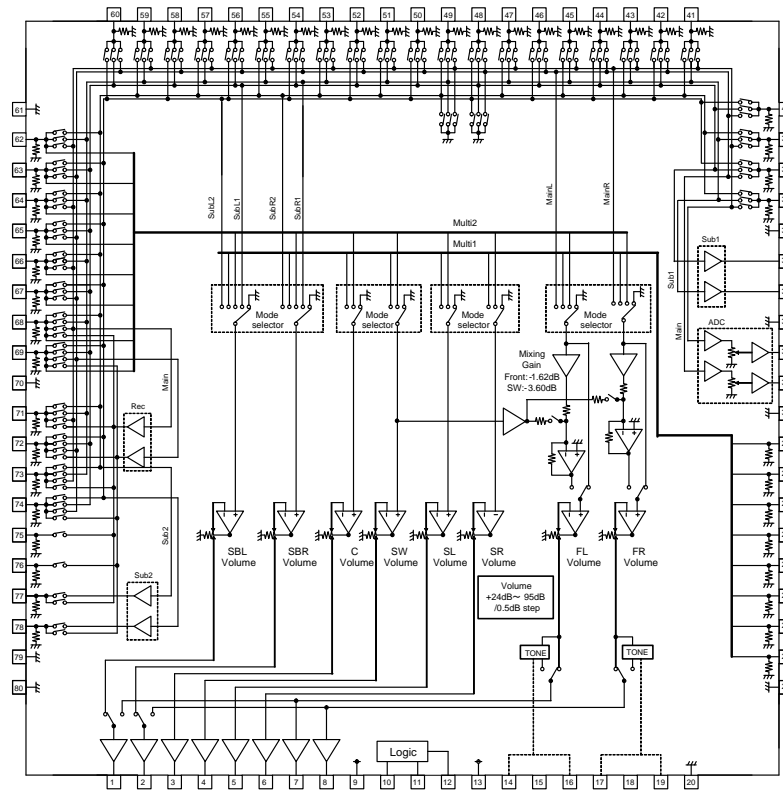 60 59 58 57 56 55 54 53 52 51 50 49 48 47 46 45 44 43 42 41
61
62
63
64
65
66
67
68
69
70
71
72
73
74
75
76
77
78
79
80
SubL2
SubL1
SubR2
SubR1
MainL
MainR
Multi2
Multi1
Sub1
Sub1
Main
ADC
Mode selector
Mode selector
Mode selector
Mode selector
Mixing
Gain
Front:-1.62dB
SW:-3.60dB
Main
Rec
Sub2
Sub2
SBL Volume
SBR Volume
C Volume
SW Volume
SL Volume
SR Volume
FL Volume
FR Volume
Volume
+24dB~ 95dB
/0.5dB step
TONE
TONE
Logic
1 2 3 4 5 6 7 8 9 10 11 12 13 14 15 16 17 18 19 20